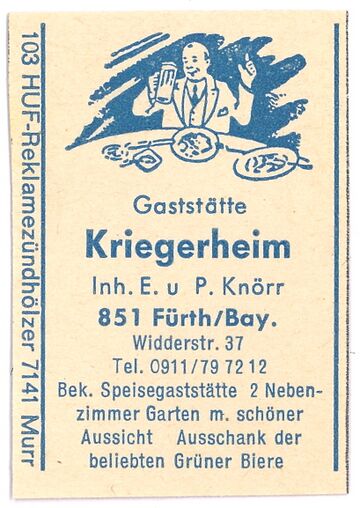 Gaststätte
Kriegerheim
Inh. E. u P. Knörr
851 Fürth/Bay.
Widderstr. 37
Tel. 0911/79 72 12
Bek. Speisegaststätte 2 Neben-
zimmer Garten m. schöner
Aussicht Ausschank der
beliebten Grüner Biere
103 HUF-Reklamezündhölzer 7141 Murr